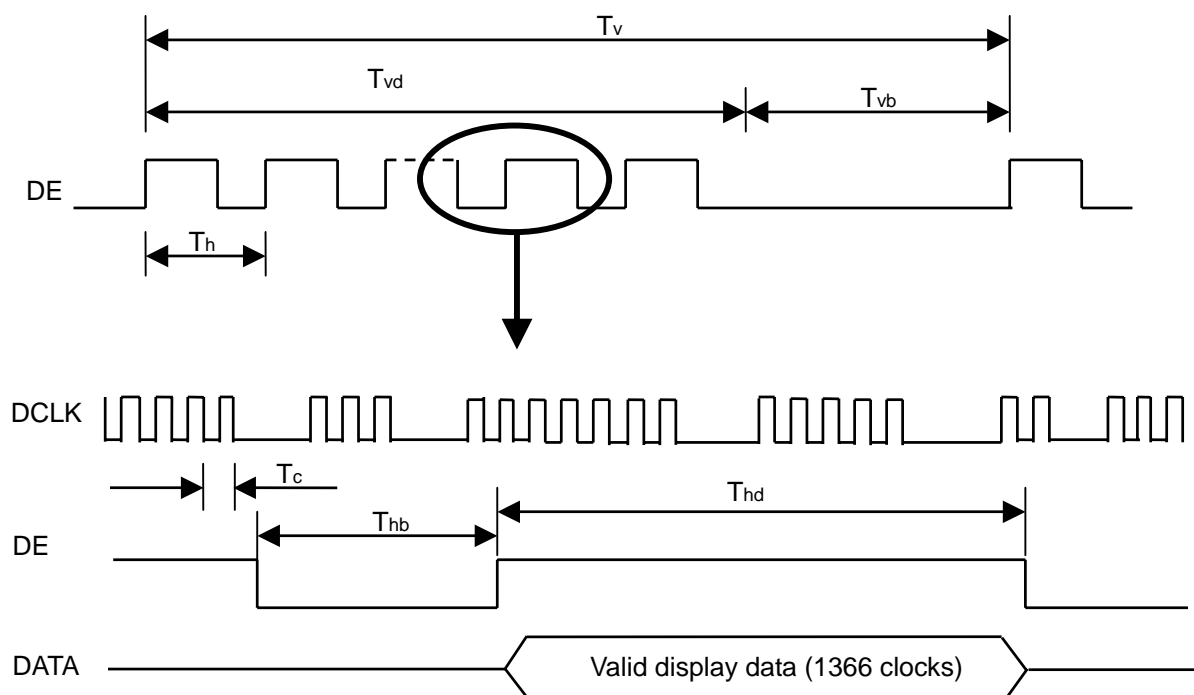 Tv
Tvd
Tvb
DE
Th
DCLK
Tc
Thb
Thd
DE
DATA
Valid display data (1366 clocks)